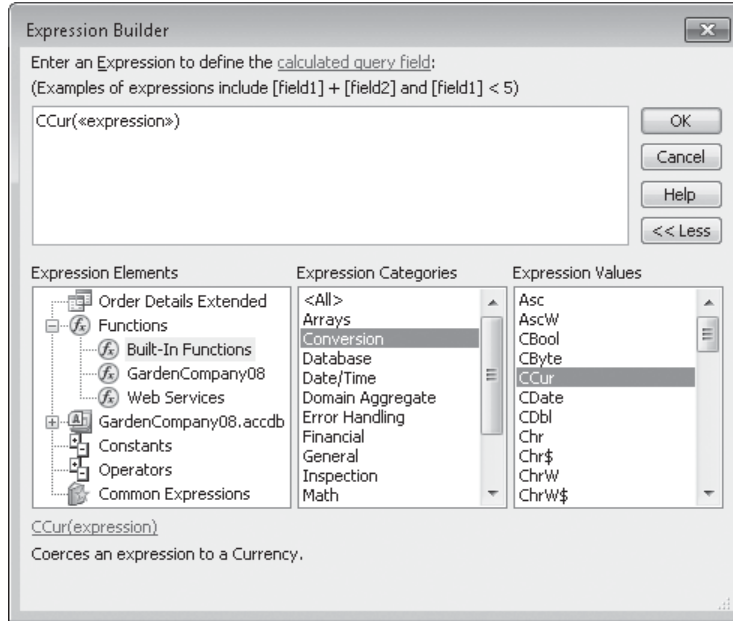 Expression Builder
Enter an Expression to define the calculated query field:
(Examples of expressions include [field1] + [field2] and [field1] < 5)
CCur(«expression»)
OK
Cancel
Help
<< Less
Expression Elements
Order Details Extended
Functions
Built-In Functions
GardenCompany08
Web Services
GardenCompany08.accdb
Constants
Operators
Common Expressions
Expression Categories
<All>
Arrays
Conversion
Database
Date/Time
Domain Aggregate
Error Handling
Financial
General
Inspection
Math
Expression Values
Asc
AscW
CBool
CByte
CCur
CDate
CDbl
Chr
Chr$
ChrW
ChrW$
CCur(expression)
Coerces an expression to a Currency.